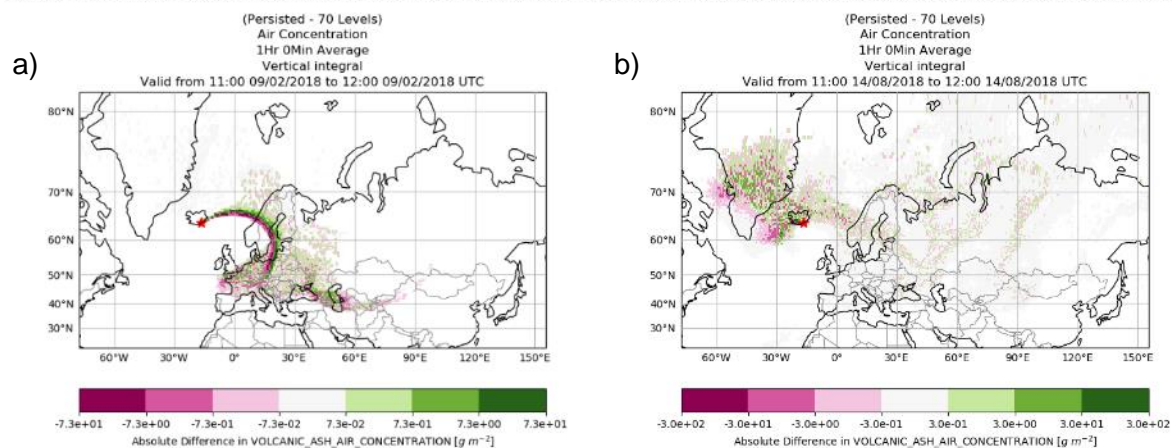 a)
(Persisted - 70 Levels)
Air Concentration
1Hr 0Min Average
Vertical integral
Valid from 11:00 09/02/2018 to 12:00 09/02/2018 UTC
80°N
70°N
60°N
50°N
40°N
30°N
60°W 30°W 0° 30°E 60°E 90°E 120°E 150°E
-7.3e+01 -7.3e+00 -7.3e-01 -7.3e-02 7.3e-02 7.3e-01 7.3e+00 7.3e+01
Absolute Difference in VOLCANIC_ASH_AIR_CONCENTRATION [g m⁻²]
b)
(Persisted - 70 Levels)
Air Concentration
1Hr 0Min Average
Vertical integral
Valid from 11:00 14/08/2018 to 12:00 14/08/2018 UTC
80°N
70°N
60°N
50°N
40°N
30°N
60°W 30°W 0° 30°E 60°E 90°E 120°E 150°E
-3.0e+02 -3.0e+00 -3.0e-01 3.0e-01 3.0e+00 3.0e+02
Absolute Difference in VOLCANIC_ASH_AIR_CONCENTRATION [g m⁻²]